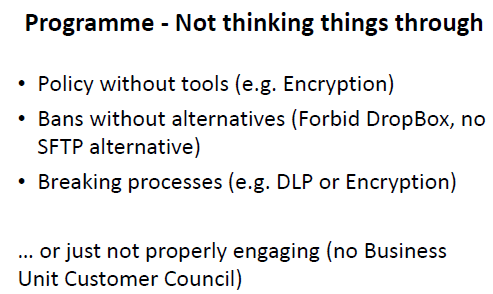 Programme - Not thinking things through
• Policy without tools (e.g. Encryption)
• Bans without alternatives (Forbid DropBox, no
SFTP alternative)
• Breaking processes (e.g. DLP or Encryption)
... or just not properly engaging (no Business
Unit Customer Council)